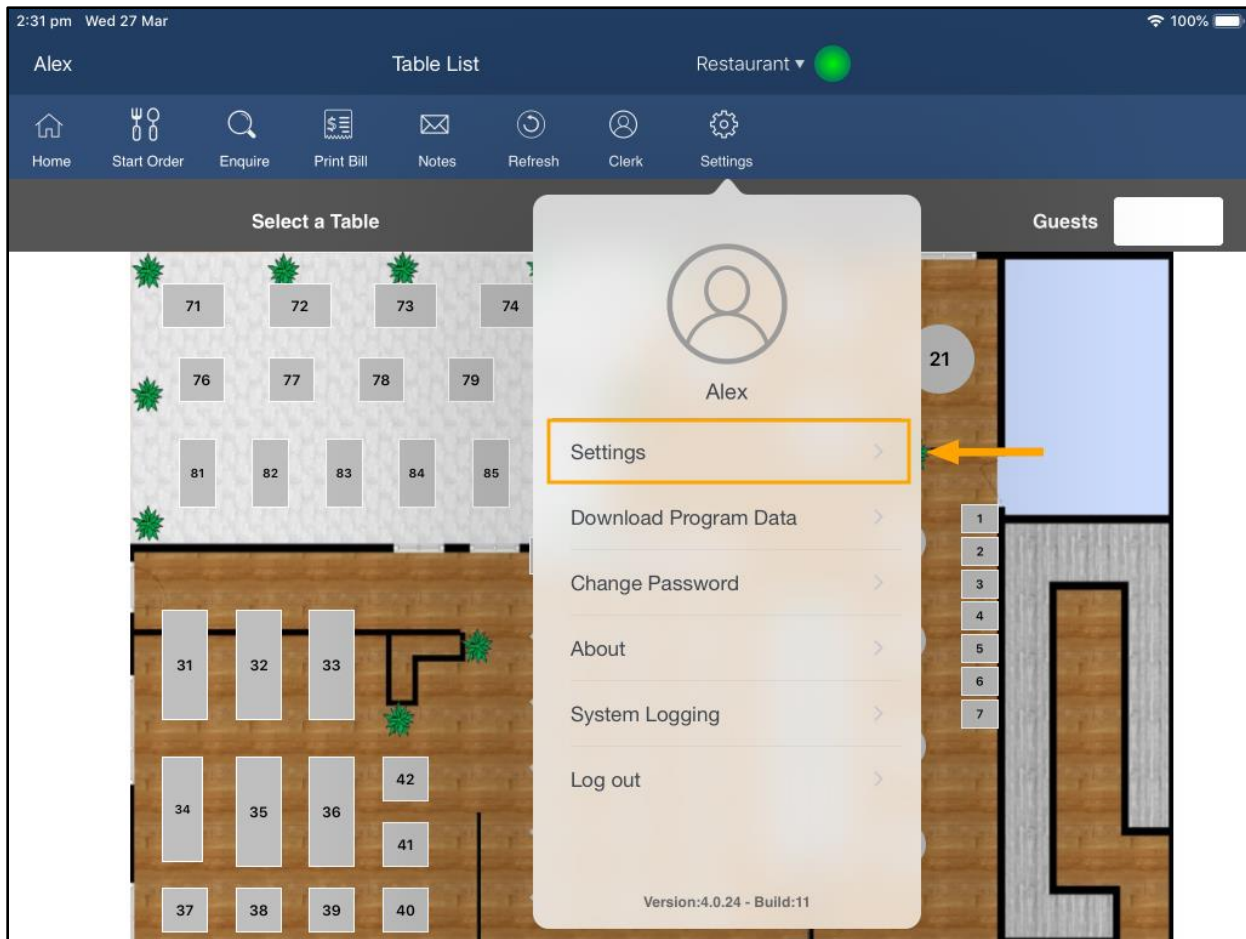 2:31 pm Wed 27 Mar 100%
Alex Table List Restaurant ▾
Home Start Order Enquire Print Bill Notes Refresh Clerk Settings
Select a Table Guests
Alex
Settings
Download Program Data
Change Password
About
System Logging
Log out
Version:4.0.24 - Build:11
71 72 73 74
76 77 78 79
81 82 83 84 85
21
1
2
3
4
5
6
7
31 32 33
34 35 36
42
41
37 38 39 40